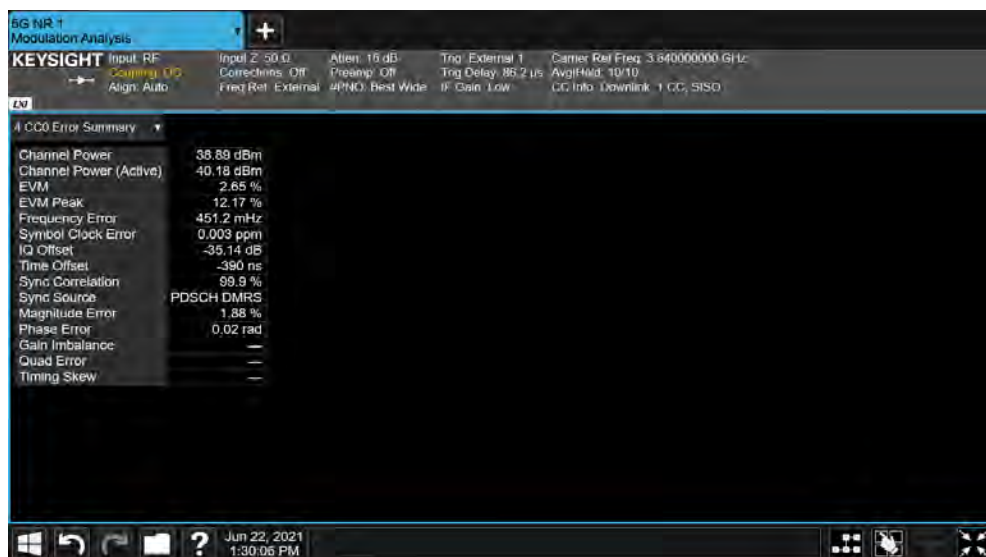 5G NR 1
Modulation Analysis
KEYSIGHT Input: RF
Coupling: DC
Align: Auto
Input Z: 50 Ω
Corrections: Off
Freq Ref: External
Atten: 16 dB
Preamp: Off
#PNO: Best Wide
Trig: External 1
Trig Delay: 86.2 µs
IF Gain: Low
Carrier Ref Freq: 3.840000000 GHz
Avg|Hold: 10/10
CC Info: Downlink, 1 CC, SISO
LXI
4 CC0 Error Summary
Channel Power 38.89 dBm
Channel Power (Active) 40.18 dBm
EVM 2.65 %
EVM Peak 12.17 %
Frequency Error 451.2 mHz
Symbol Clock Error 0.003 ppm
IQ Offset -35.14 dB
Time Offset -390 ns
Sync Correlation 99.9 %
Sync Source PDSCH DMRS
Magnitude Error 1.88 %
Phase Error 0.02 rad
Gain Imbalance —
Quad Error —
Timing Skew —
?
Jun 22, 2021
1:30:06 PM